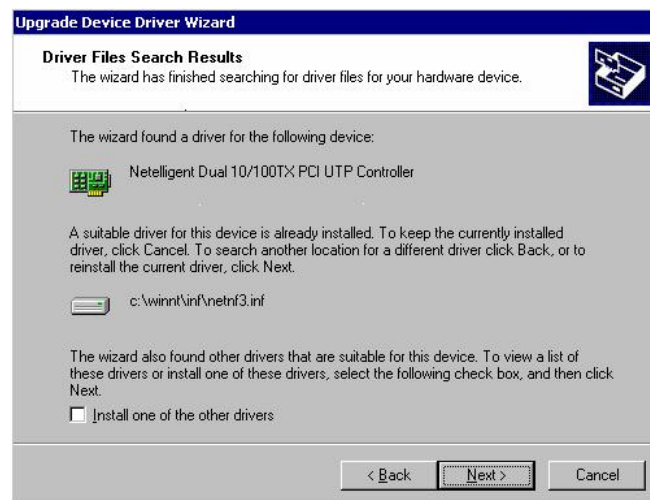 Upgrade Device Driver Wizard
Driver Files Search Results
The wizard has finished searching for driver files for your hardware device.
The wizard found a driver for the following device:
Netelligent Dual 10/100TX PCI UTP Controller
A suitable driver for this device is already installed. To keep the currently installed
driver, click Cancel. To search another location for a different driver click Back, or to
reinstall the current driver, click Next.
c:\winnt\inf\netnf3.inf
The wizard also found other drivers that are suitable for this device. To view a list of
these drivers or install one of these drivers, select the following check box, and then click
Next.
Install one of the other drivers
< Back Next > Cancel